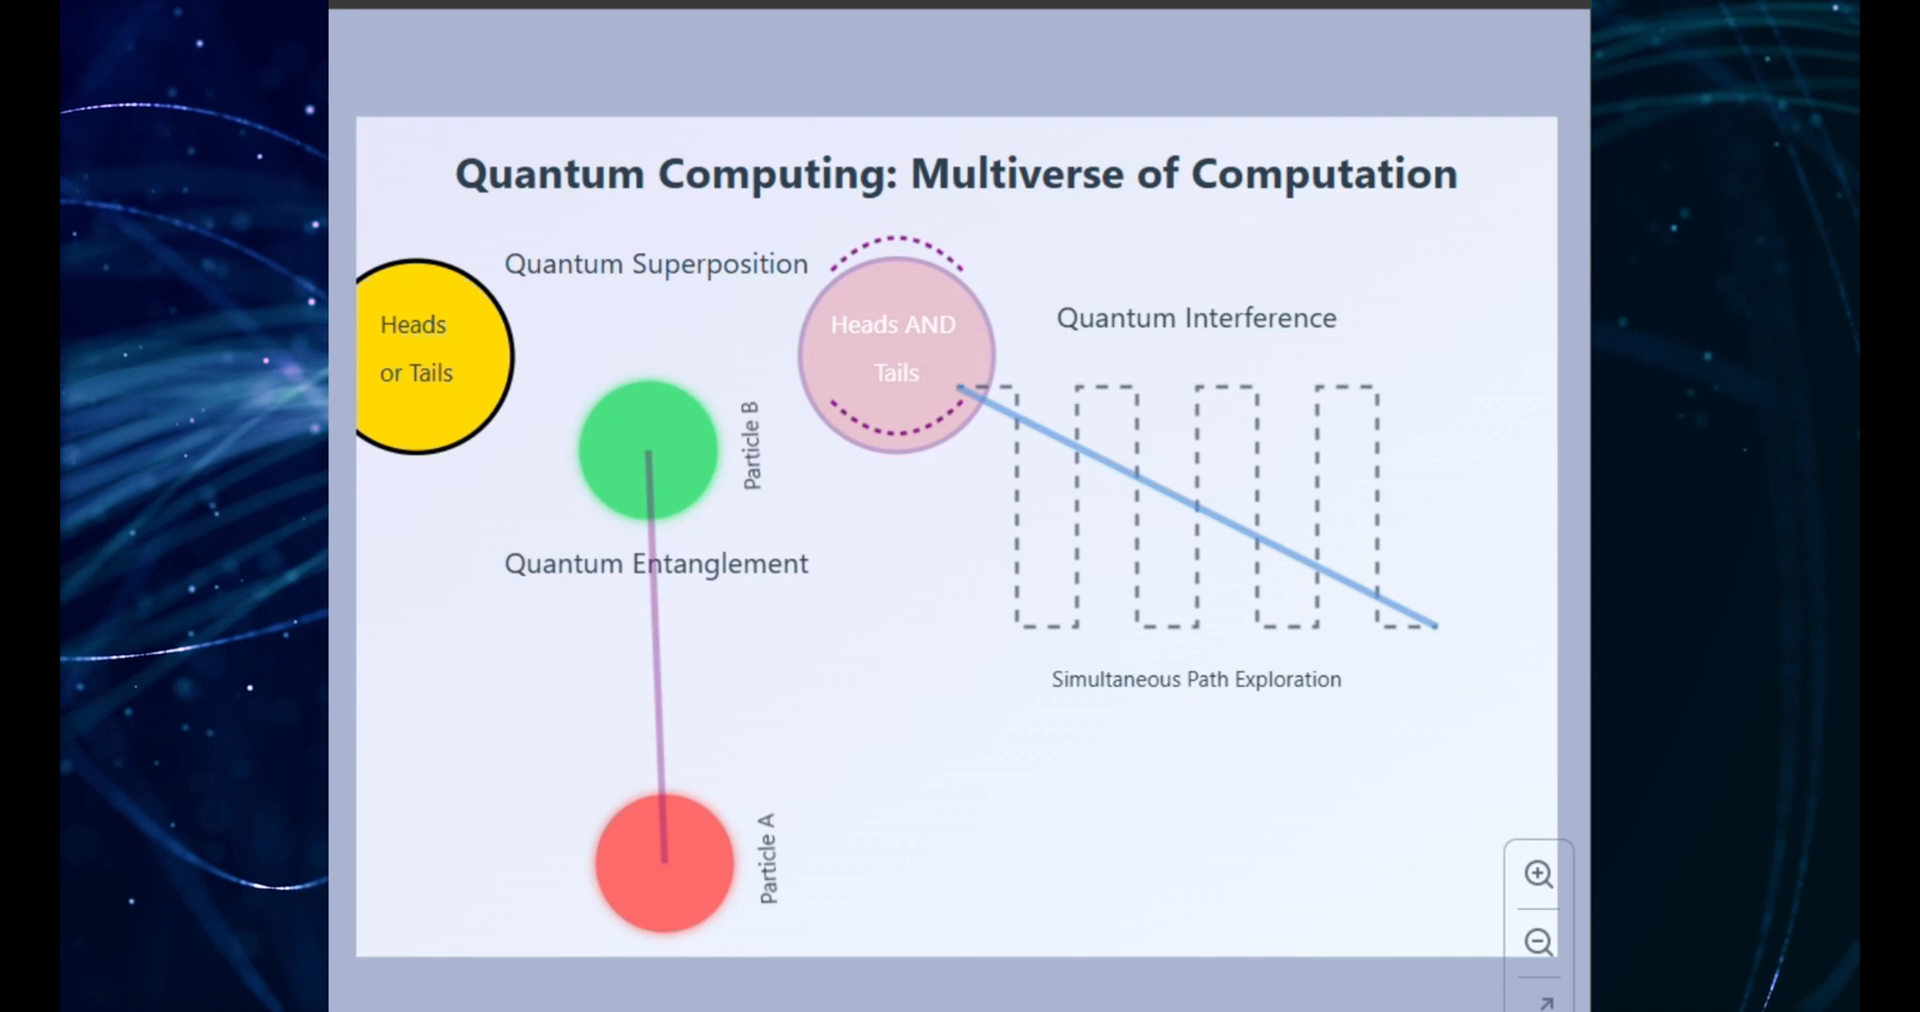 Quantum Computing: Multiverse of Computation
Quantum Superposition
Heads
or Tails
Heads AND
Tails
Quantum Interference
Particle B
Quantum Entanglement
Simultaneous Path Exploration
Particle A